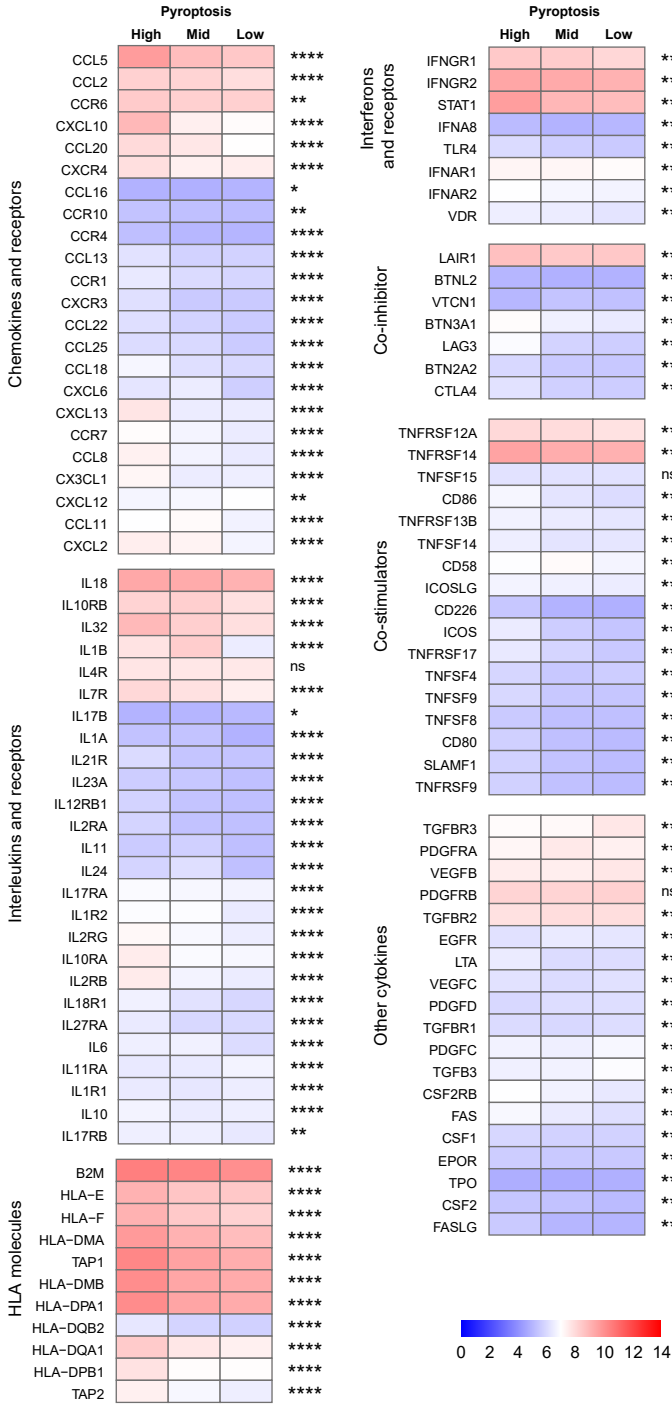 Pyroptosis
High Mid Low
Chemokines and receptors
CCL5 ****
CCL2 ****
CCR6 **
CXCL10 ****
CCL20 ****
CXCR4 ****
CCL16 *
CCR10 **
CCR4 ****
CCL13 ****
CCR1 ****
CXCR3 ****
CCL22 ****
CCL25 ****
CCL18 ****
CXCL6 ****
CXCL13 ****
CCR7 ****
CCL8 ****
CX3CL1 ****
CXCL12 **
CCL11 ****
CXCL2 ****
Interleukins and receptors
IL18 ****
IL10RB ****
IL32 ****
IL1B ****
IL4R ns
IL7R ****
IL17B *
IL1A ****
IL21R ****
IL23A ****
IL12RB1 ****
IL2RA ****
IL11 ****
IL24 ****
IL17RA ****
IL1R2 ****
IL2RG ****
IL10RA ****
IL2RB ****
IL18R1 ****
IL27RA ****
IL6 ****
IL11RA ****
IL1R1 ****
IL10 ****
IL17RB **
HLA molecules
B2M ****
HLA−E ****
HLA−F ****
HLA−DMA ****
TAP1 ****
HLA−DMB ****
HLA−DPA1 ****
HLA−DQB2 ****
HLA−DQA1 ****
HLA−DPB1 ****
TAP2 ****
Pyroptosis
High Mid Low
Interferons
and receptors
IFNGR1
IFNGR2
STAT1
IFNA8
TLR4
IFNAR1
IFNAR2
VDR
Co-inhibitor
LAIR1
BTNL2
VTCN1
BTN3A1
LAG3
BTN2A2
CTLA4
Co-stimulators
TNFRSF12A
TNFRSF14
TNFSF15
CD86
TNFRSF13B
TNFSF14
CD58
ICOSLG
CD226
ICOS
TNFRSF17
TNFSF4
TNFSF9
TNFSF8
CD80
SLAMF1
TNFRSF9
Other cytokines
TGFBR3
PDGFRA
VEGFB
PDGFRB
TGFBR2
EGFR
LTA
VEGFC
PDGFD
TGFBR1
PDGFC
TGFB3
CSF2RB
FAS
CSF1
EPOR
TPO
CSF2
FASLG
0 2 4 6 8 10 12 14